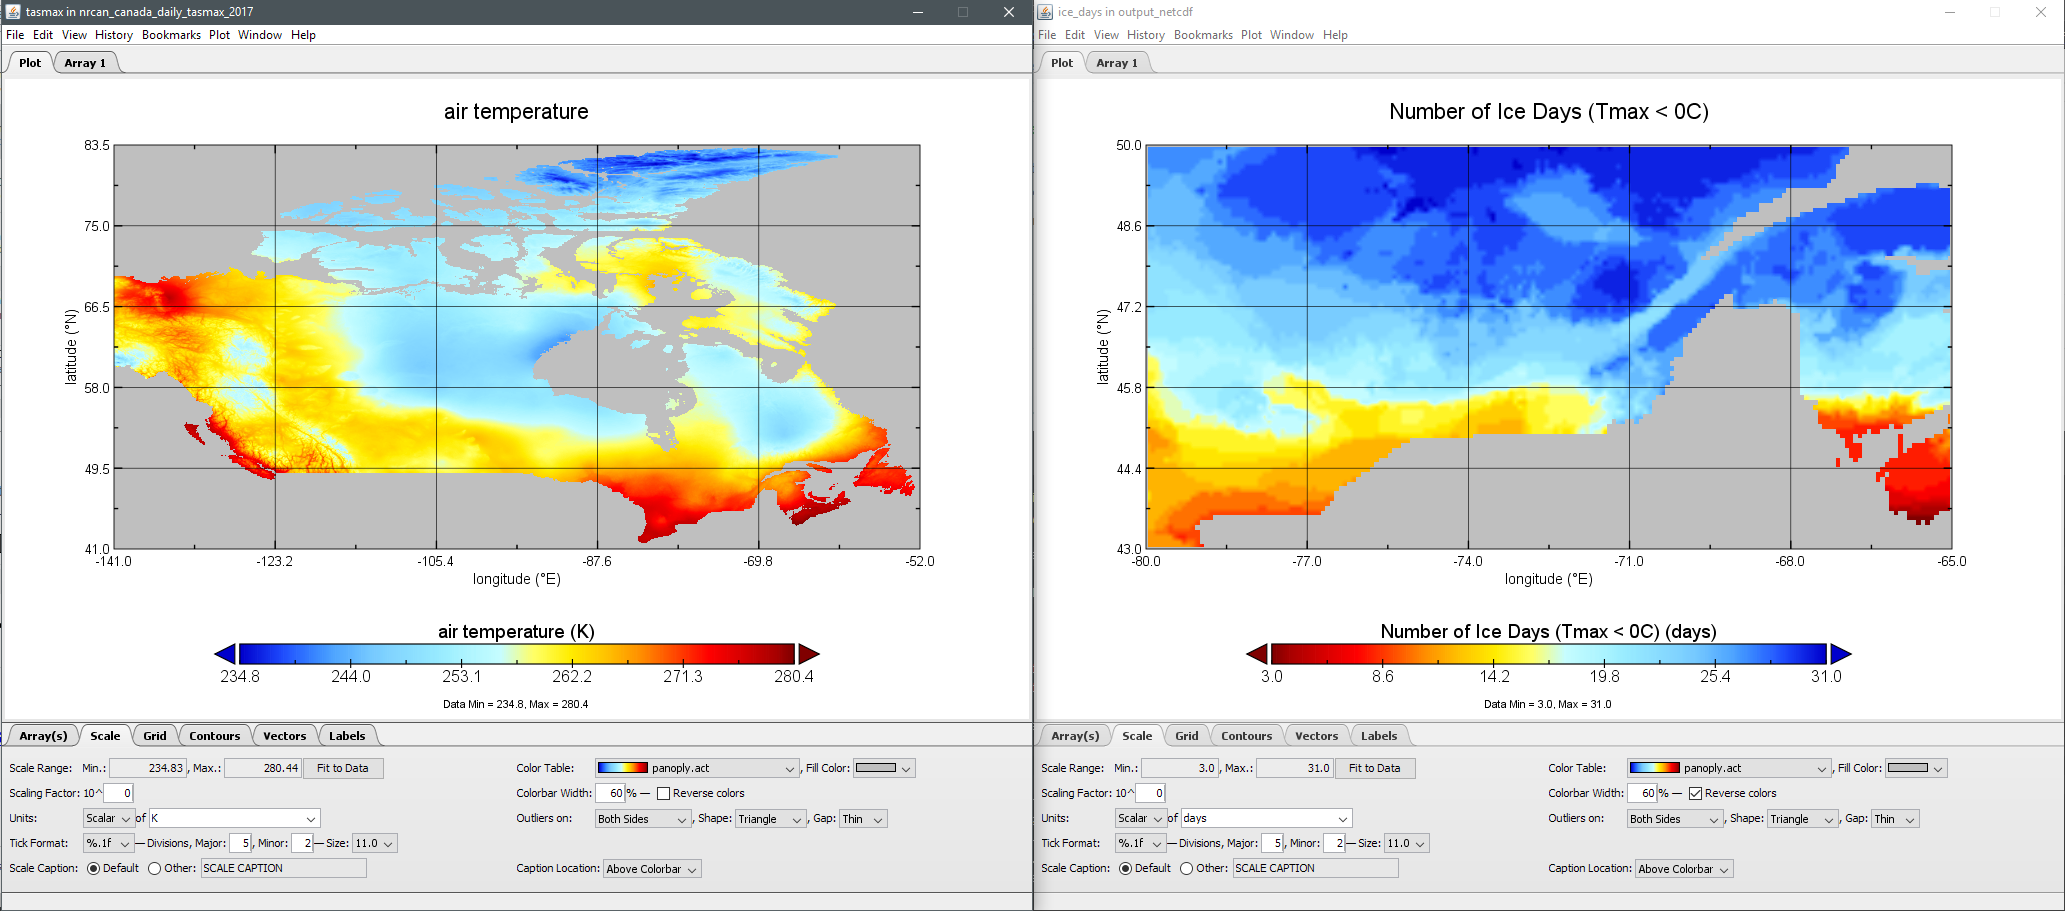 tasmax in nrcan_canada_daily_tasmax_2017
File Edit View History Bookmarks Plot Window Help
Plot Array 1
air temperature
83.5
75.0
66.5
58.0
49.5
41.0
latitude (°N)
-141.0 -123.2 -105.4 -87.6 -69.8 -52.0
longitude (°E)
air temperature (K)
234.8 244.0 253.1 262.2 271.3 280.4
Data Min = 234.8, Max = 280.4
Array(s) Scale Grid Contours Vectors Labels
Scale Range: Min.: 234.83 , Max.: 280.44 Fit to Data Color Table: panoply.act , Fill Color:
Scaling Factor: 10^ 0 Colorbar Width: 60 % — Reverse colors
Units: Scalar of K Outliers on: Both Sides , Shape: Triangle , Gap: Thin
Tick Format: %.1f — Divisions, Major: 5 , Minor: 2 — Size: 11.0
Scale Caption: Default Other: SCALE CAPTION Caption Location: Above Colorbar
ice_days in output_netcdf
File Edit View History Bookmarks Plot Window Help
Plot Array 1
Number of Ice Days (Tmax < 0C)
50.0
48.6
47.2
45.8
44.4
43.0
latitude (°N)
-80.0 -77.0 -74.0 -71.0 -68.0 -65.0
longitude (°E)
Number of Ice Days (Tmax < 0C) (days)
3.0 8.6 14.2 19.8 25.4 31.0
Data Min = 3.0, Max = 31.0
Array(s) Scale Grid Contours Vectors Labels
Scale Range: Min.: 3.0 , Max.: 31.0 Fit to Data Color Table: panoply.act , Fill Color:
Scaling Factor: 10^ 0 Colorbar Width: 60 % — Reverse colors
Units: Scalar of days Outliers on: Both Sides , Shape: Triangle , Gap: Thin
Tick Format: %.1f — Divisions, Major: 5 , Minor: 2 — Size: 11.0
Scale Caption: Default Other: SCALE CAPTION Caption Location: Above Colorbar